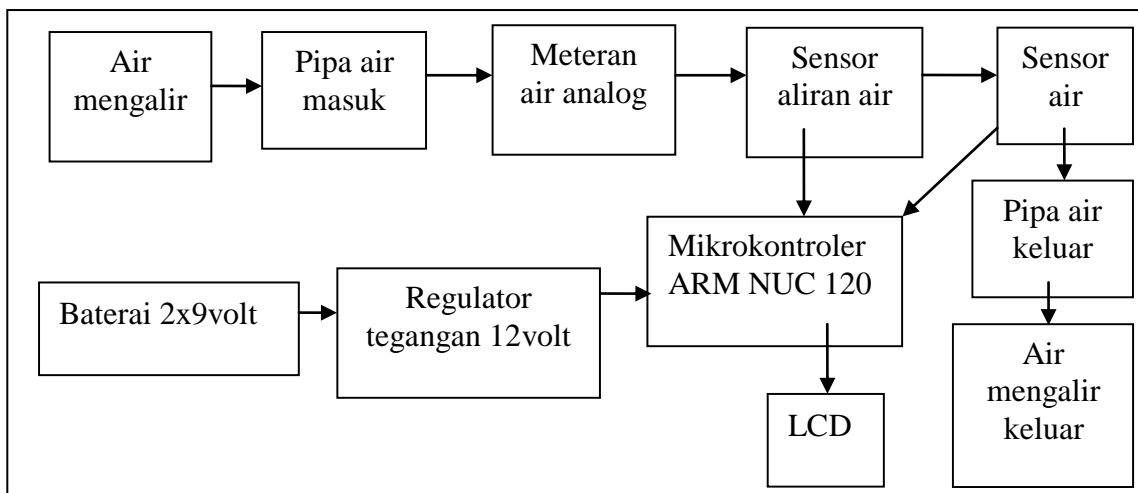 Air
mengalir
Pipa air
masuk
Meteran
air analog
Sensor
aliran air
Sensor
air
Pipa air
keluar
Mikrokontroler
ARM NUC 120
Baterai 2x9volt
Regulator
tegangan 12volt
Air
mengalir
keluar
LCD